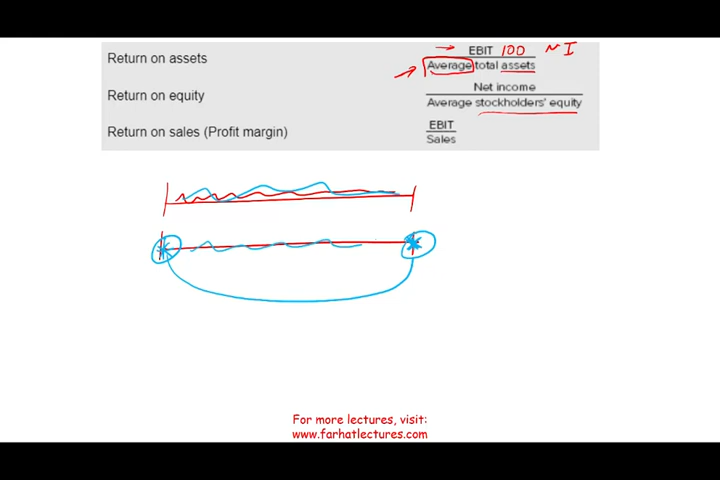 Return on assets
EBIT 100 NI
Average total assets
Return on equity
Net income
Average stockholders' equity
Return on sales (Profit margin)
EBIT
Sales
For more lectures, visit:
www.farhatlectures.com